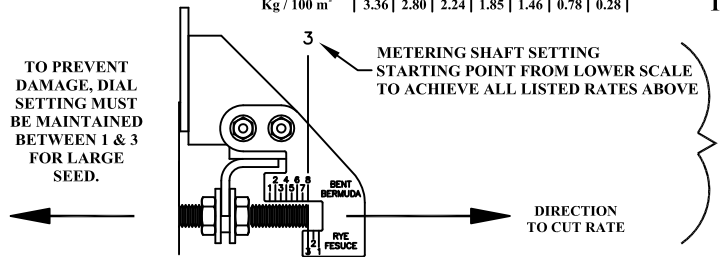 Kg / 100 m² | 3.36 | 2.80 | 2.24 | 1.85 | 1.46 | 0.78 | 0.28 |
3
METERING SHAFT SETTING
STARTING POINT FROM LOWER SCALE
TO ACHIEVE ALL LISTED RATES ABOVE
TO PREVENT
DAMAGE, DIAL
SETTING MUST
BE MAINTAINED
BETWEEN 1 & 3
FOR LARGE
SEED.
2 4 6 8
1 3 5 7
BENT
BERMUDA
RYE
FESUCE
2
3 1
DIRECTION
TO CUT RATE